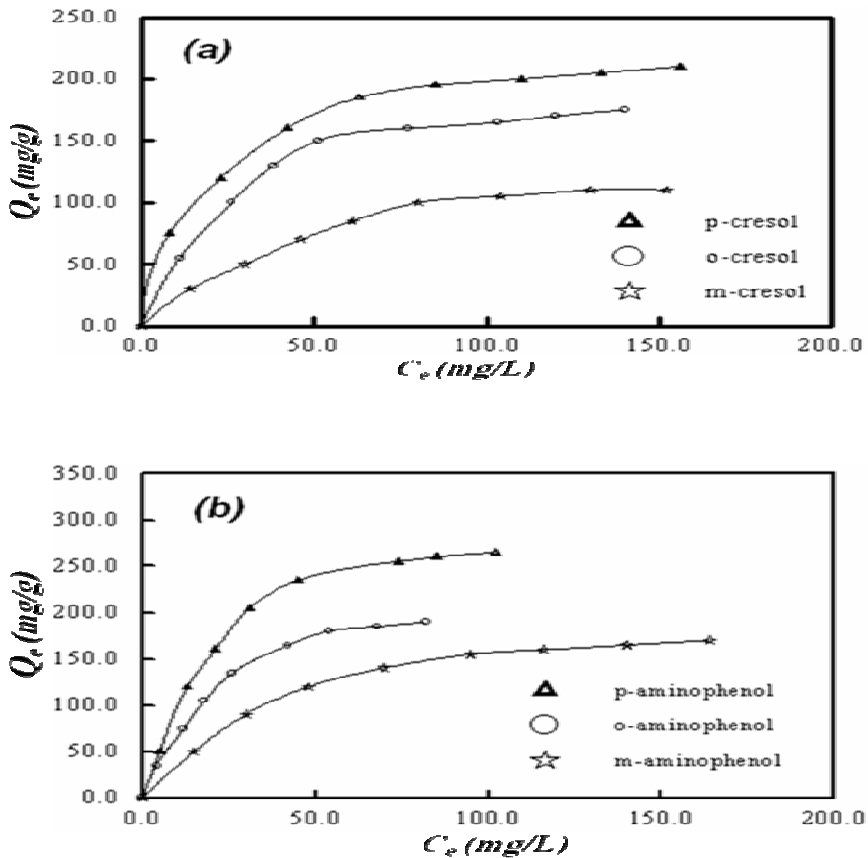 250.0
(a)
200.0
150.0
100.0
50.0
0.0
Qe (mg/g)
p-cresol
o-cresol
m-cresol
0.0 50.0 100.0 150.0 200.0
Ce (mg/L)
350.0
(b)
300.0
250.0
200.0
150.0
100.0
50.0
0.0
Qe (mg/g)
p-aminophenol
o-aminophenol
m-aminophenol
0.0 50.0 100.0 150.0 200.0
Ce (mg/L)